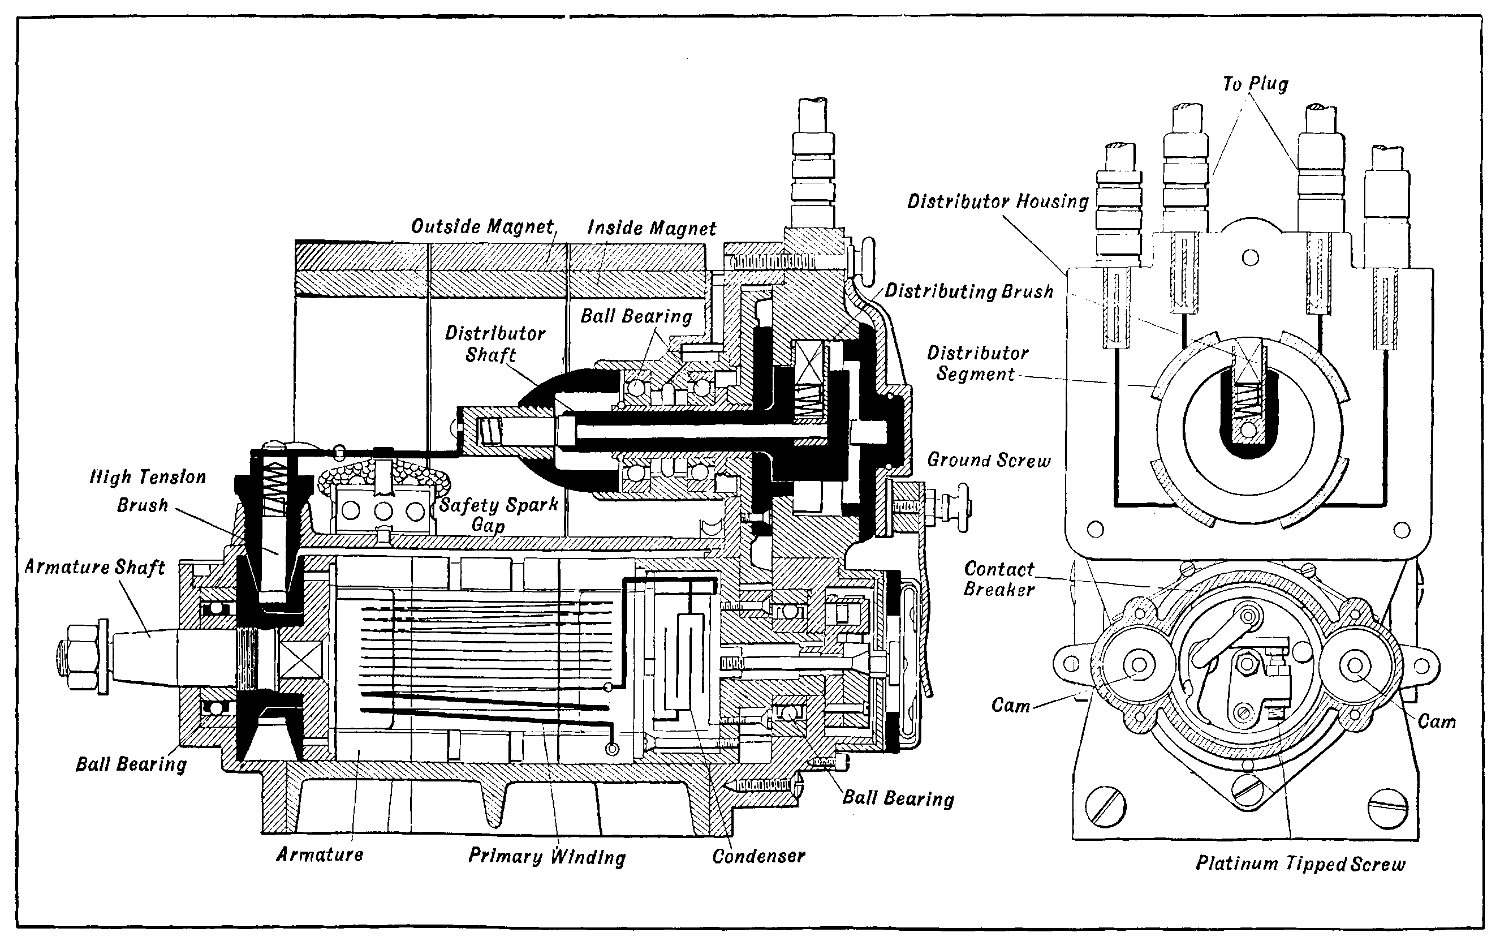 To Plug
Distributor Housing
Outside Magnet
Inside Magnet
Distributing Brush
Ball Bearing
Distributor
Shaft
Distributor
Segment
Ground Screw
High Tension
Brush
Safety Spark
Gap
Armature Shaft
Contact
Breaker
Cam
Cam
Ball Bearing
Ball Bearing
Armature
Primary Winding
Condenser
Platinum Tipped Screw